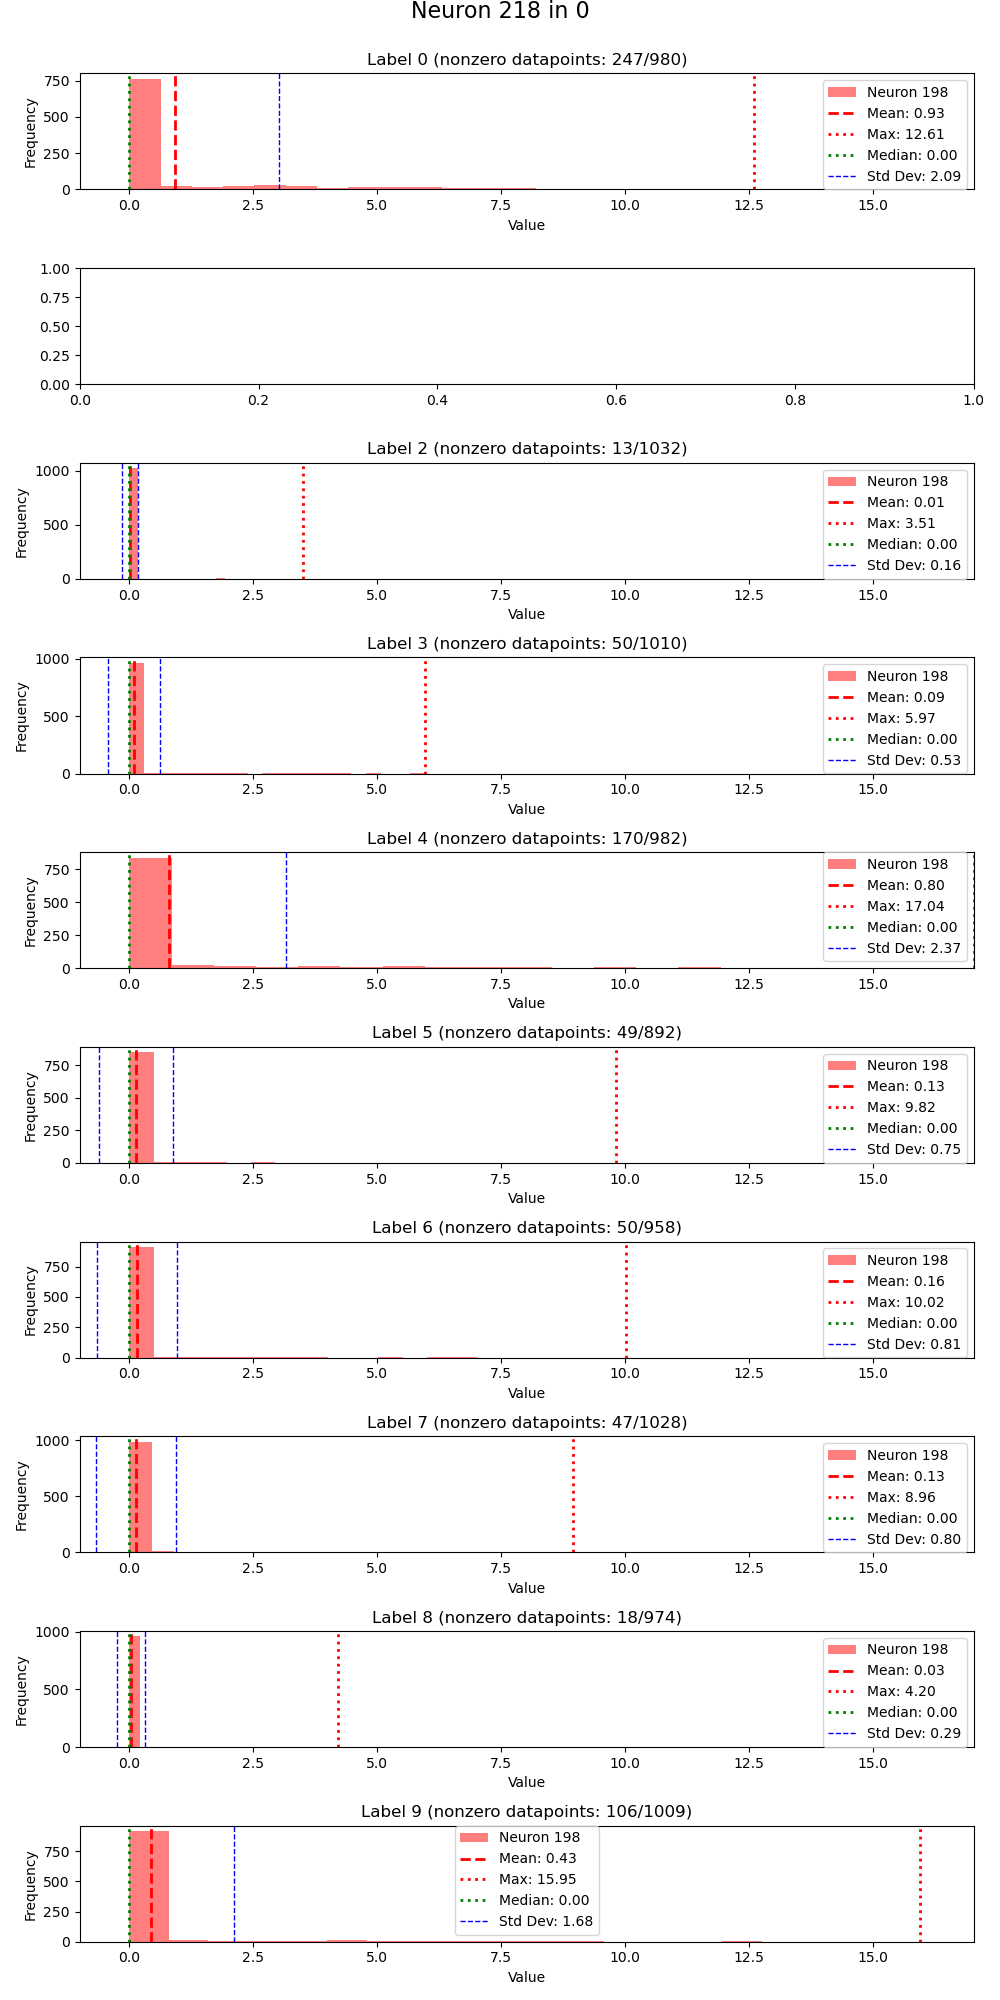 Neuron 218 in 0
Label 0 (nonzero datapoints: 247/980)
750
500
250
0
Frequency
Neuron 198
Mean: 0.93
Max: 12.61
Median: 0.00
Std Dev: 2.09
0.0 2.5 5.0 7.5 10.0 12.5 15.0
Value
1.00
0.75
0.50
0.25
0.00
0.0 0.2 0.4 0.6 0.8 1.0
Label 2 (nonzero datapoints: 13/1032)
1000
500
0
Frequency
Neuron 198
Mean: 0.01
Max: 3.51
Median: 0.00
Std Dev: 0.16
0.0 2.5 5.0 7.5 10.0 12.5 15.0
Value
Label 3 (nonzero datapoints: 50/1010)
1000
500
0
Frequency
Neuron 198
Mean: 0.09
Max: 5.97
Median: 0.00
Std Dev: 0.53
0.0 2.5 5.0 7.5 10.0 12.5 15.0
Value
Label 4 (nonzero datapoints: 170/982)
750
500
250
0
Frequency
Neuron 198
Mean: 0.80
Max: 17.04
Median: 0.00
Std Dev: 2.37
0.0 2.5 5.0 7.5 10.0 12.5 15.0
Value
Label 5 (nonzero datapoints: 49/892)
750
500
250
0
Frequency
Neuron 198
Mean: 0.13
Max: 9.82
Median: 0.00
Std Dev: 0.75
0.0 2.5 5.0 7.5 10.0 12.5 15.0
Value
Label 6 (nonzero datapoints: 50/958)
750
500
250
0
Frequency
Neuron 198
Mean: 0.16
Max: 10.02
Median: 0.00
Std Dev: 0.81
0.0 2.5 5.0 7.5 10.0 12.5 15.0
Value
Label 7 (nonzero datapoints: 47/1028)
1000
500
0
Frequency
Neuron 198
Mean: 0.13
Max: 8.96
Median: 0.00
Std Dev: 0.80
0.0 2.5 5.0 7.5 10.0 12.5 15.0
Value
Label 8 (nonzero datapoints: 18/974)
1000
500
0
Frequency
Neuron 198
Mean: 0.03
Max: 4.20
Median: 0.00
Std Dev: 0.29
0.0 2.5 5.0 7.5 10.0 12.5 15.0
Value
Label 9 (nonzero datapoints: 106/1009)
750
500
250
0
Frequency
Neuron 198
Mean: 0.43
Max: 15.95
Median: 0.00
Std Dev: 1.68
0.0 2.5 5.0 7.5 10.0 12.5 15.0
Value